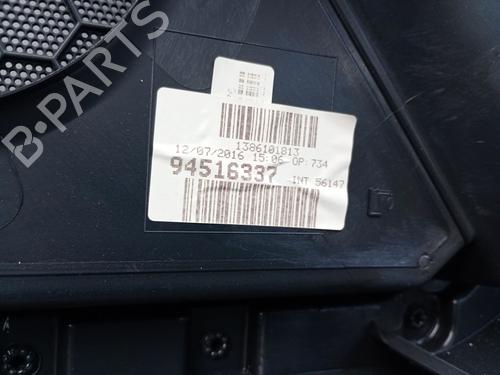 B-PARTS
1386101813
12/07/2016 15:06 OP:734
94516337 INT 56147
A